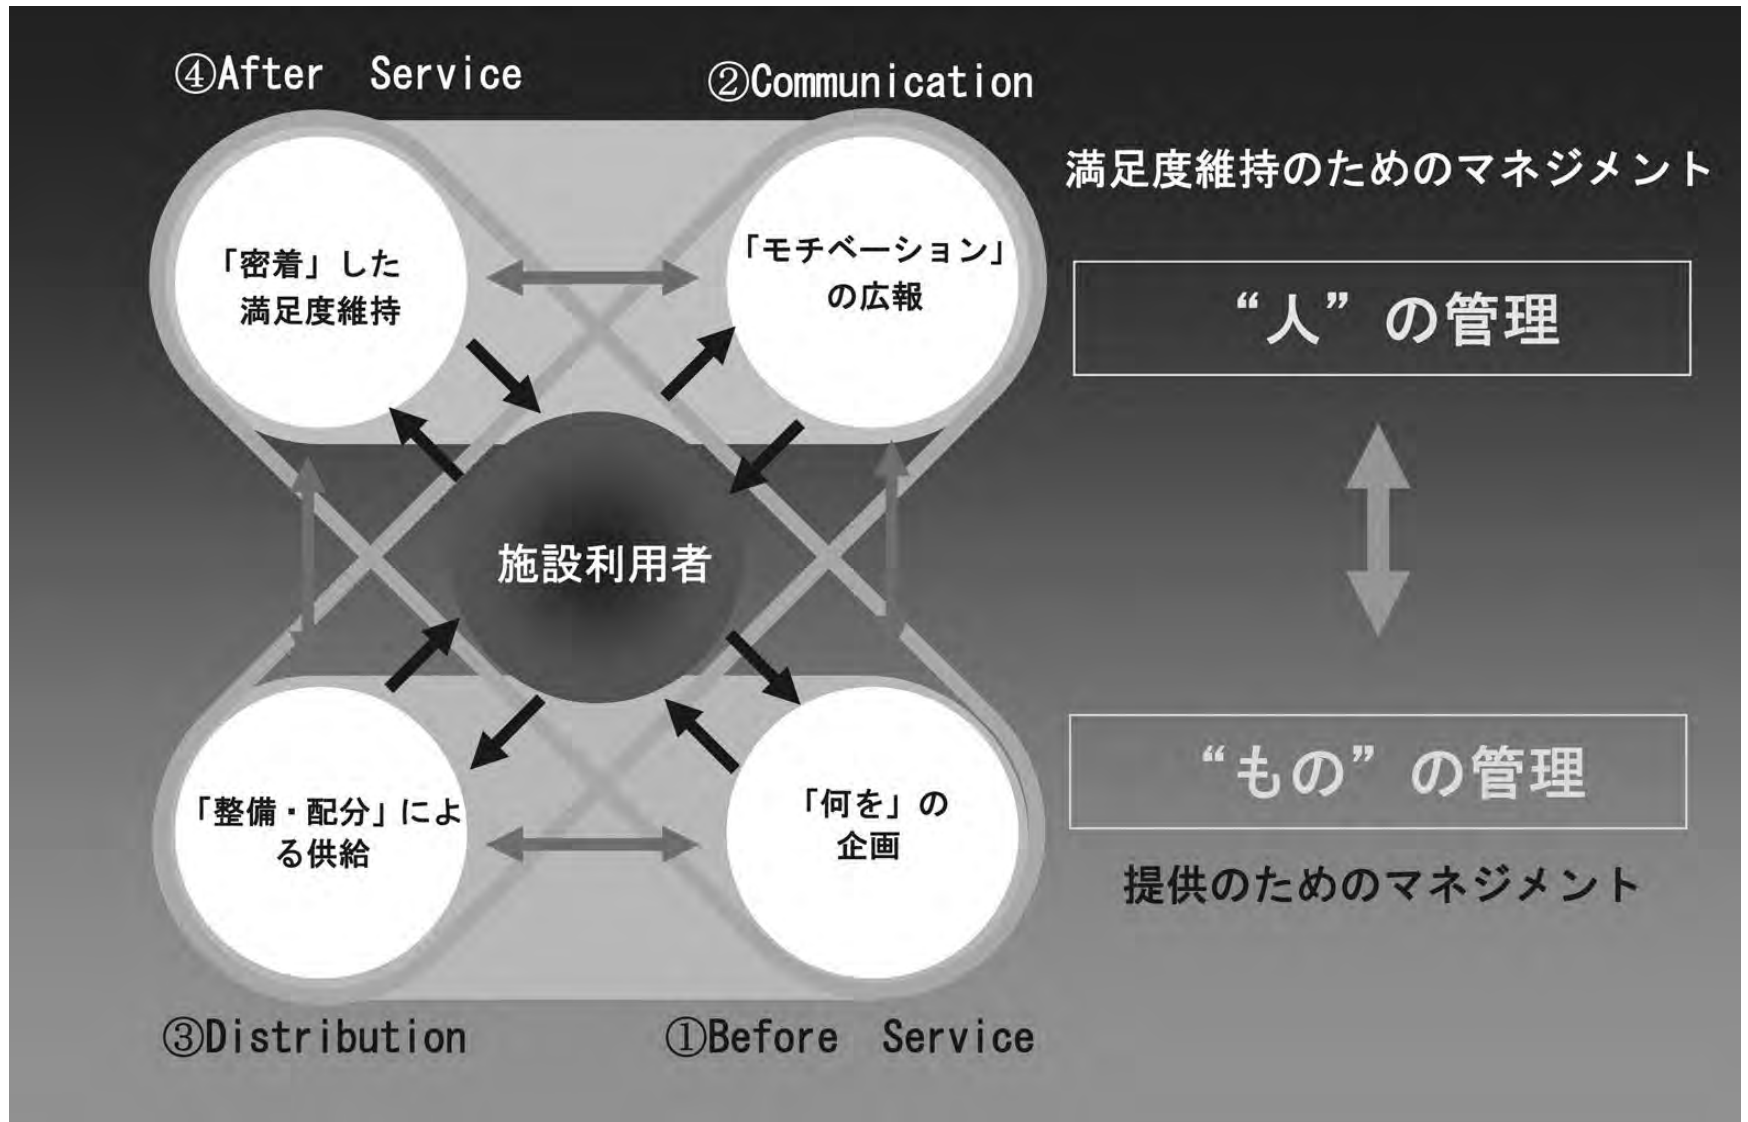 ④After Service
②Communication
満足度維持のためのマネジメント
「密着」した
満足度維持
「モチベーション」
の広報
“人”の管理
施設利用者
「整備・配分」によ
る供給
「何を」の
企画
“もの”の管理
提供のためのマネジメント
③Distribution
①Before Service